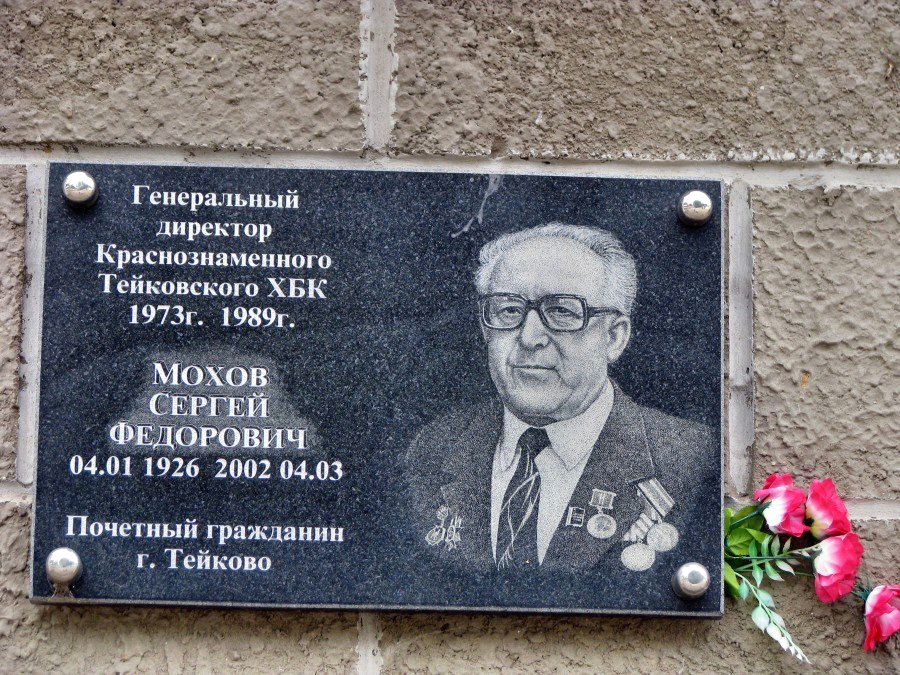 Генеральный
директор
Краснознаменного
Тейковского ХБК
1973г. 1989г.
МОХОВ
СЕРГЕЙ
ФЕДОРОВИЧ
04.01 1926 2002 04.03
Почетный гражданин
г. Тейково